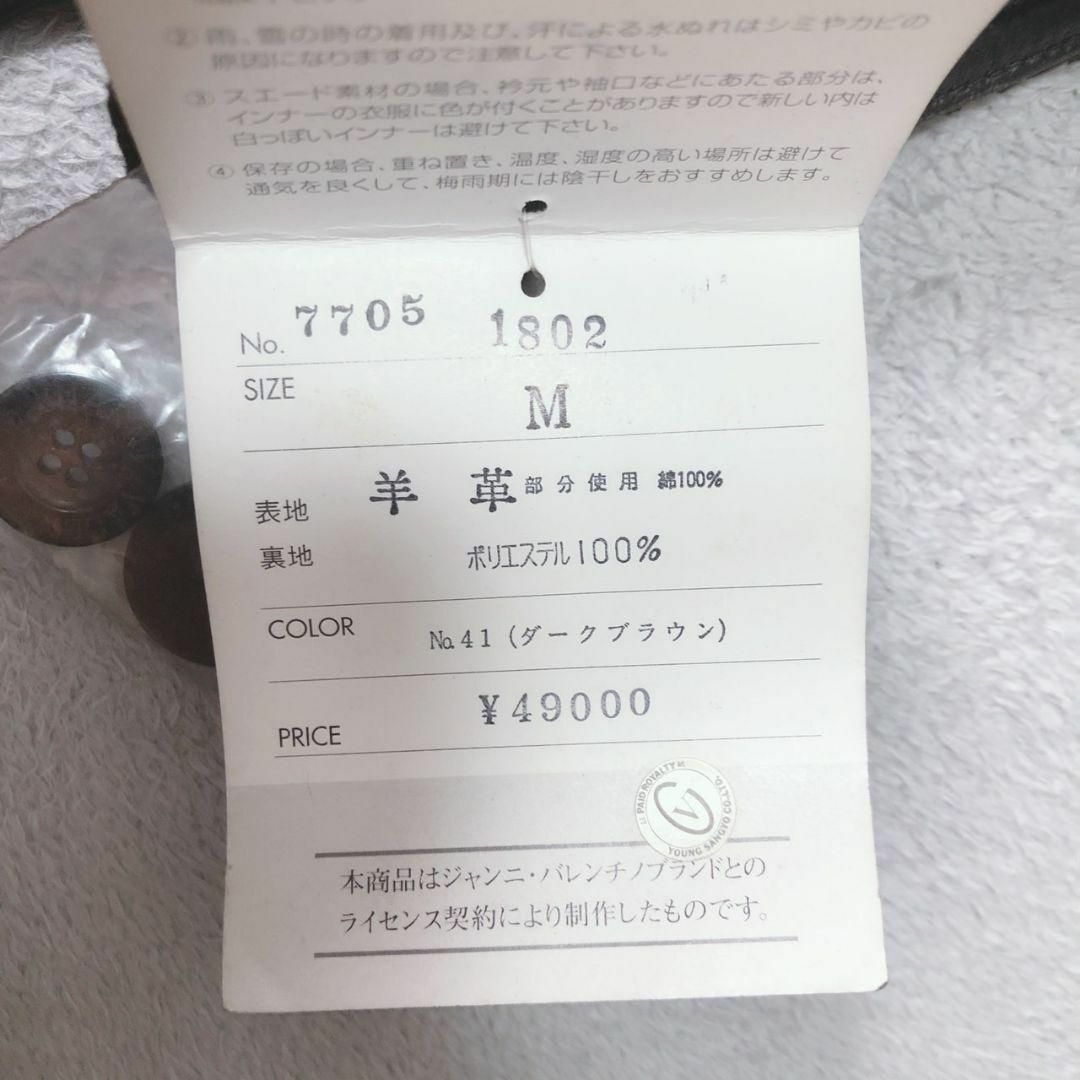 ② 雨、雪の時の着用及び、汗による水ぬれはシミやカビの
原因になりますので注意して下さい。
③ スエード素材の場合、衿元や袖口などにあたる部分は、
インナーの衣服に色が付くことがありますので新しい内は
白っぽいインナーは避けて下さい。
④ 保存の場合、重ね置き、温度、湿度の高い場所は避けて
通気を良くして、梅雨期には陰干しをおすすめします。
No. 7705 1802
SIZE M
表地 羊革 部分使用 綿100%
裏地 ポリエステル100%
COLOR №41(ダークブラウン)
PRICE ¥49000
PAID ROYALTY
YOUNG SANGYO CO.,LTD.
本商品はジャンニ・バレンチノブランドとの
ライセンス契約により制作したものです。